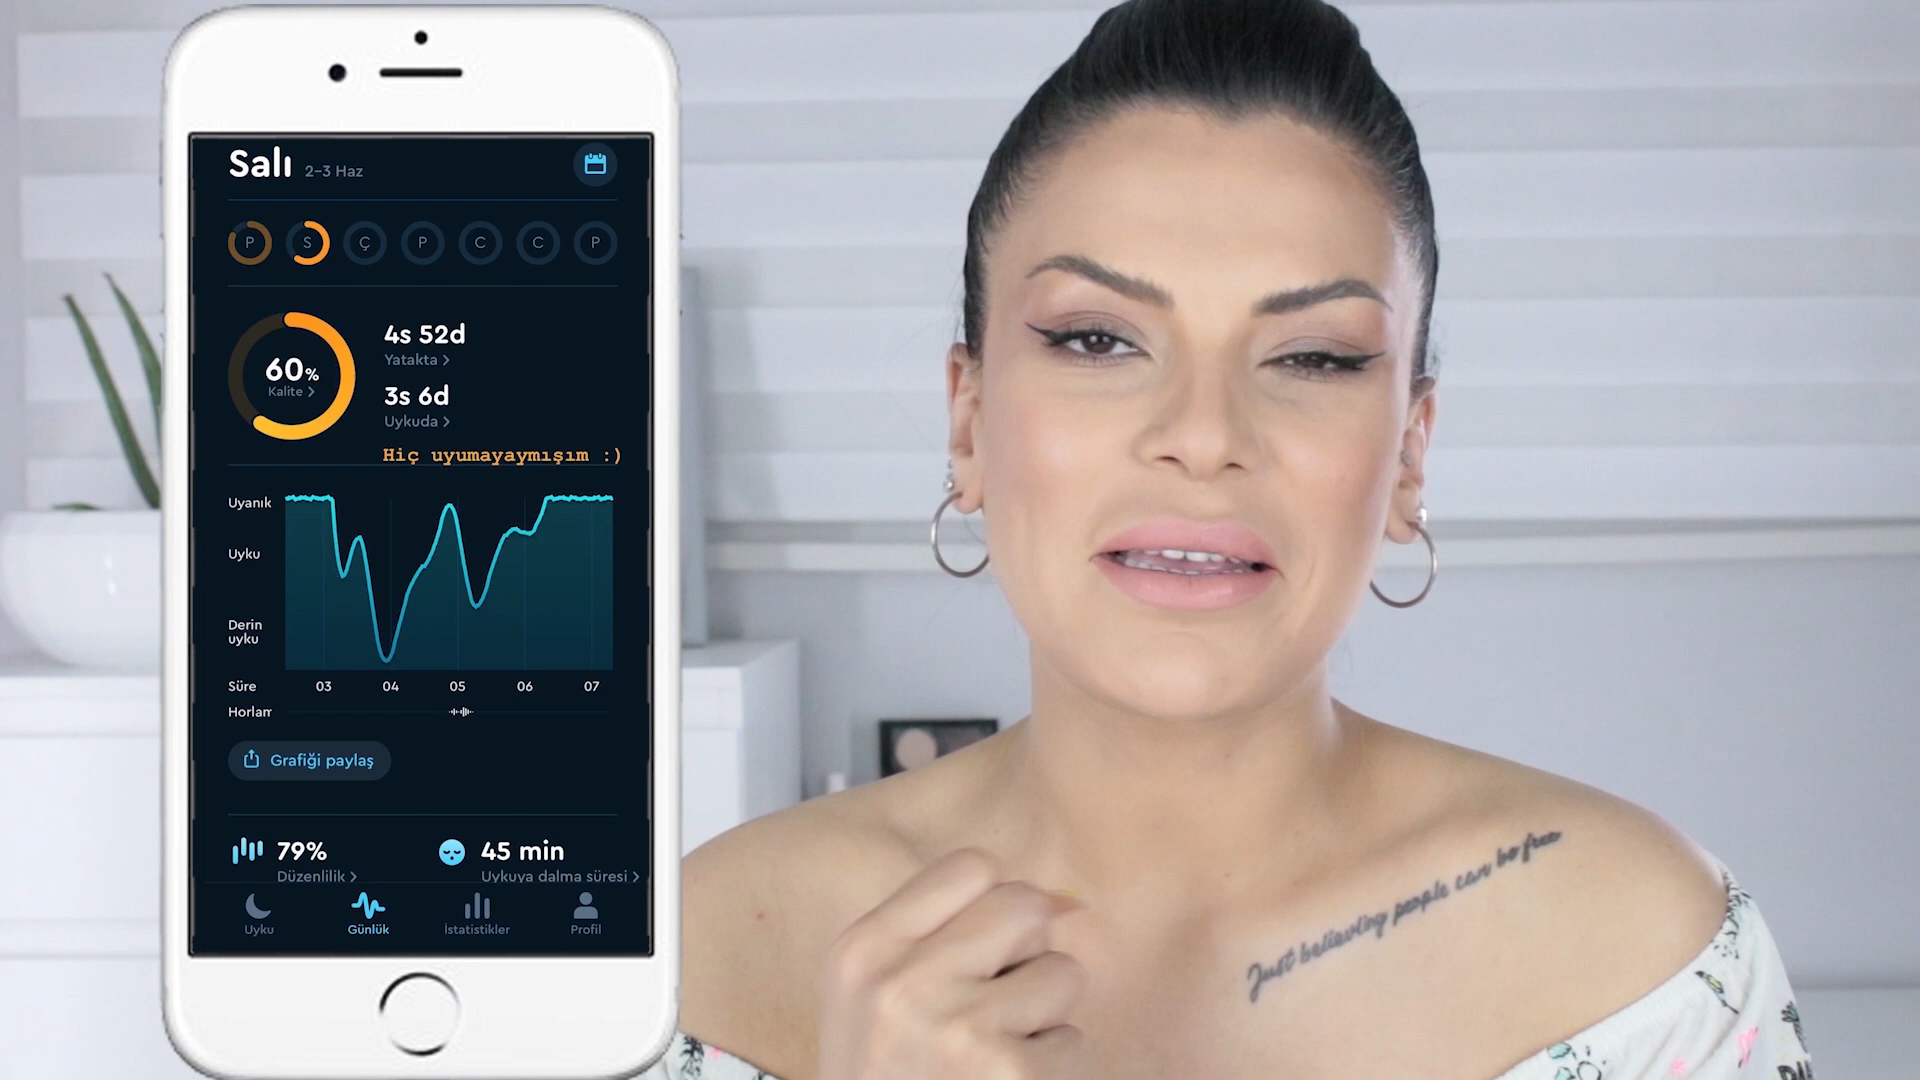 Salı 2-3 Haz
P S Ç P C C P
60% 
Kalite >
4s 52d
Yatakta >
3s 6d
Uykuda >
Hiç uyumayaymışım :)
Uyanık
Uyku
Derin
uyku
Süre 03 04 05 06 07
Horlam
Grafiği paylaş
79%
Düzenlilik >
45 min
Uykuya dalma süresi >
Uyku Günlük İstatistikler Profil
Just believing people can be free